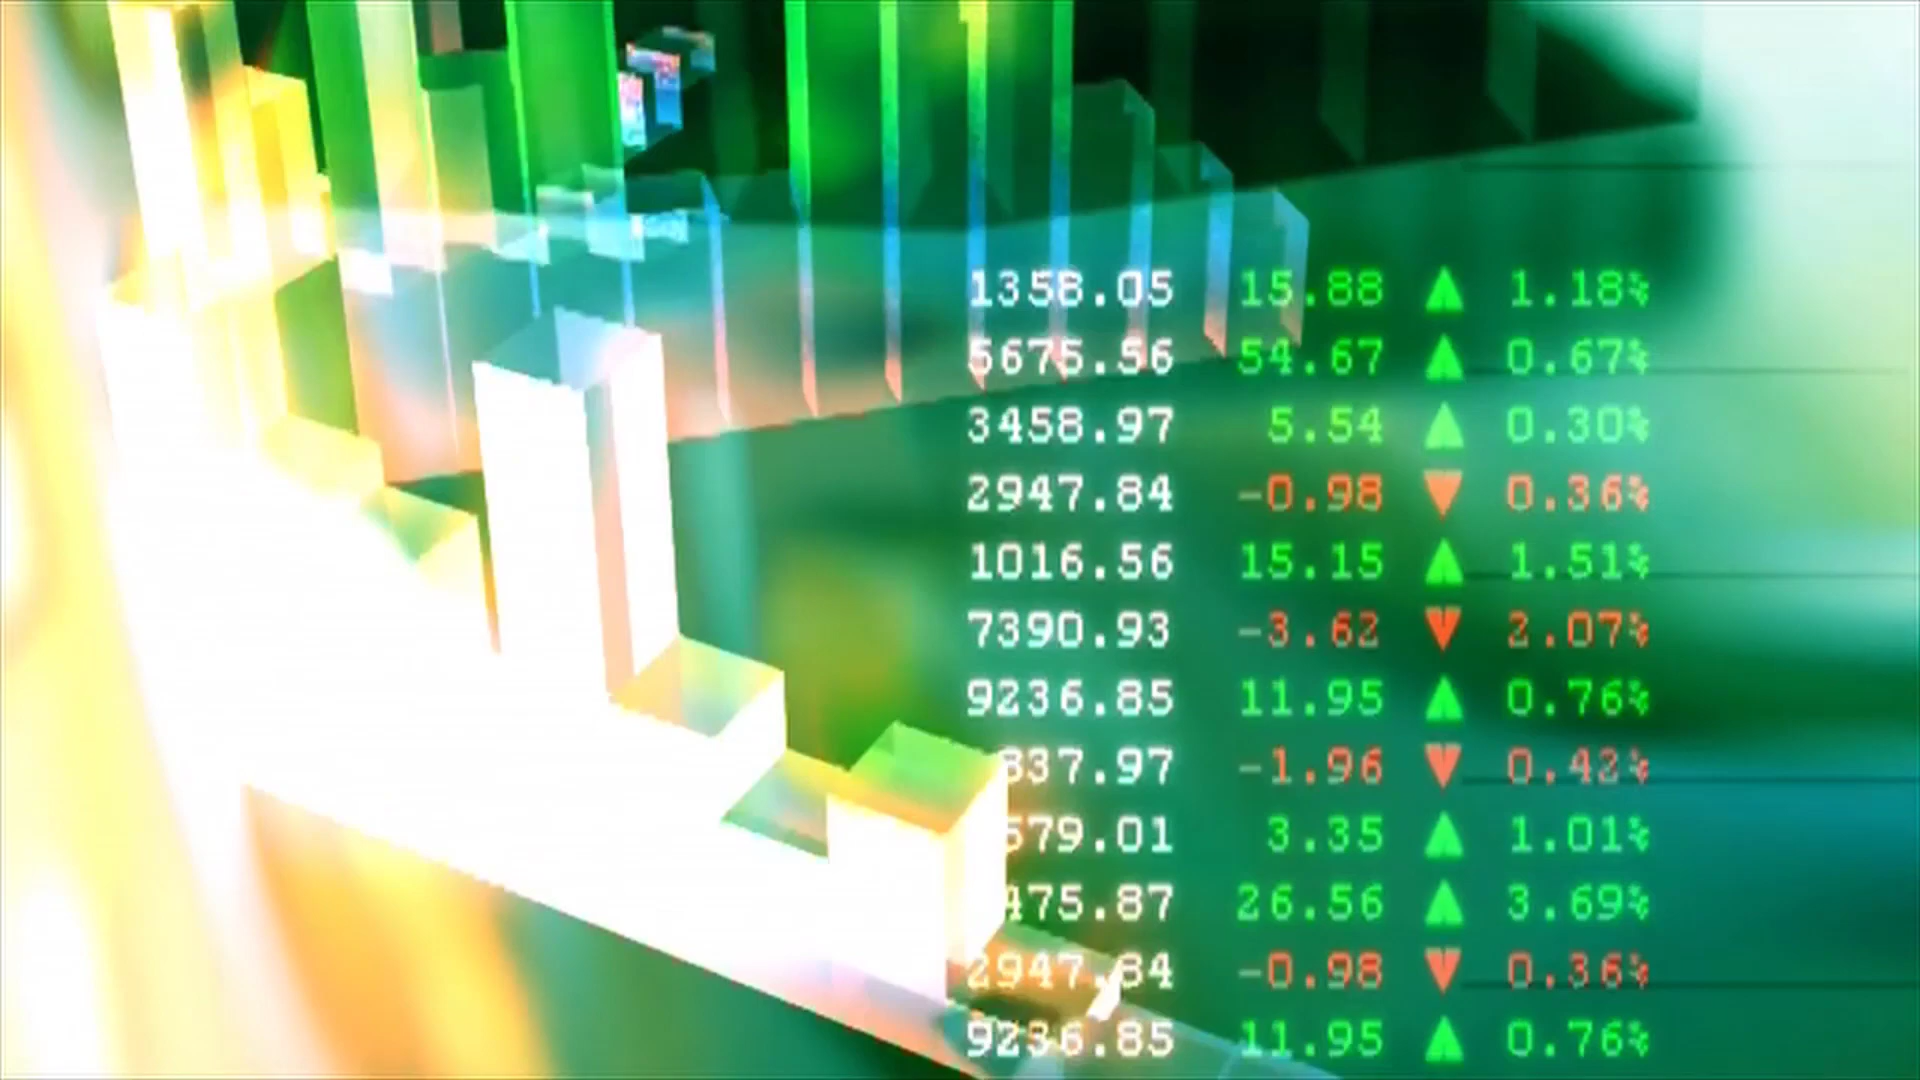 1358.05 15.88 ▲ 1.18%
5675.56 54.67 ▲ 0.67%
3458.97 5.54 ▲ 0.30%
2947.84 -0.98 ▼ 0.36%
1016.56 15.15 ▲ 1.51%
7390.93 -3.62 ▼ 2.07%
9236.85 11.95 ▲ 0.76%
837.97 -1.96 ▼ 0.42%
579.01 3.35 ▲ 1.01%
475.87 26.56 ▲ 3.69%
2947.84 -0.98 ▼ 0.36%
9236.85 11.95 ▲ 0.76%